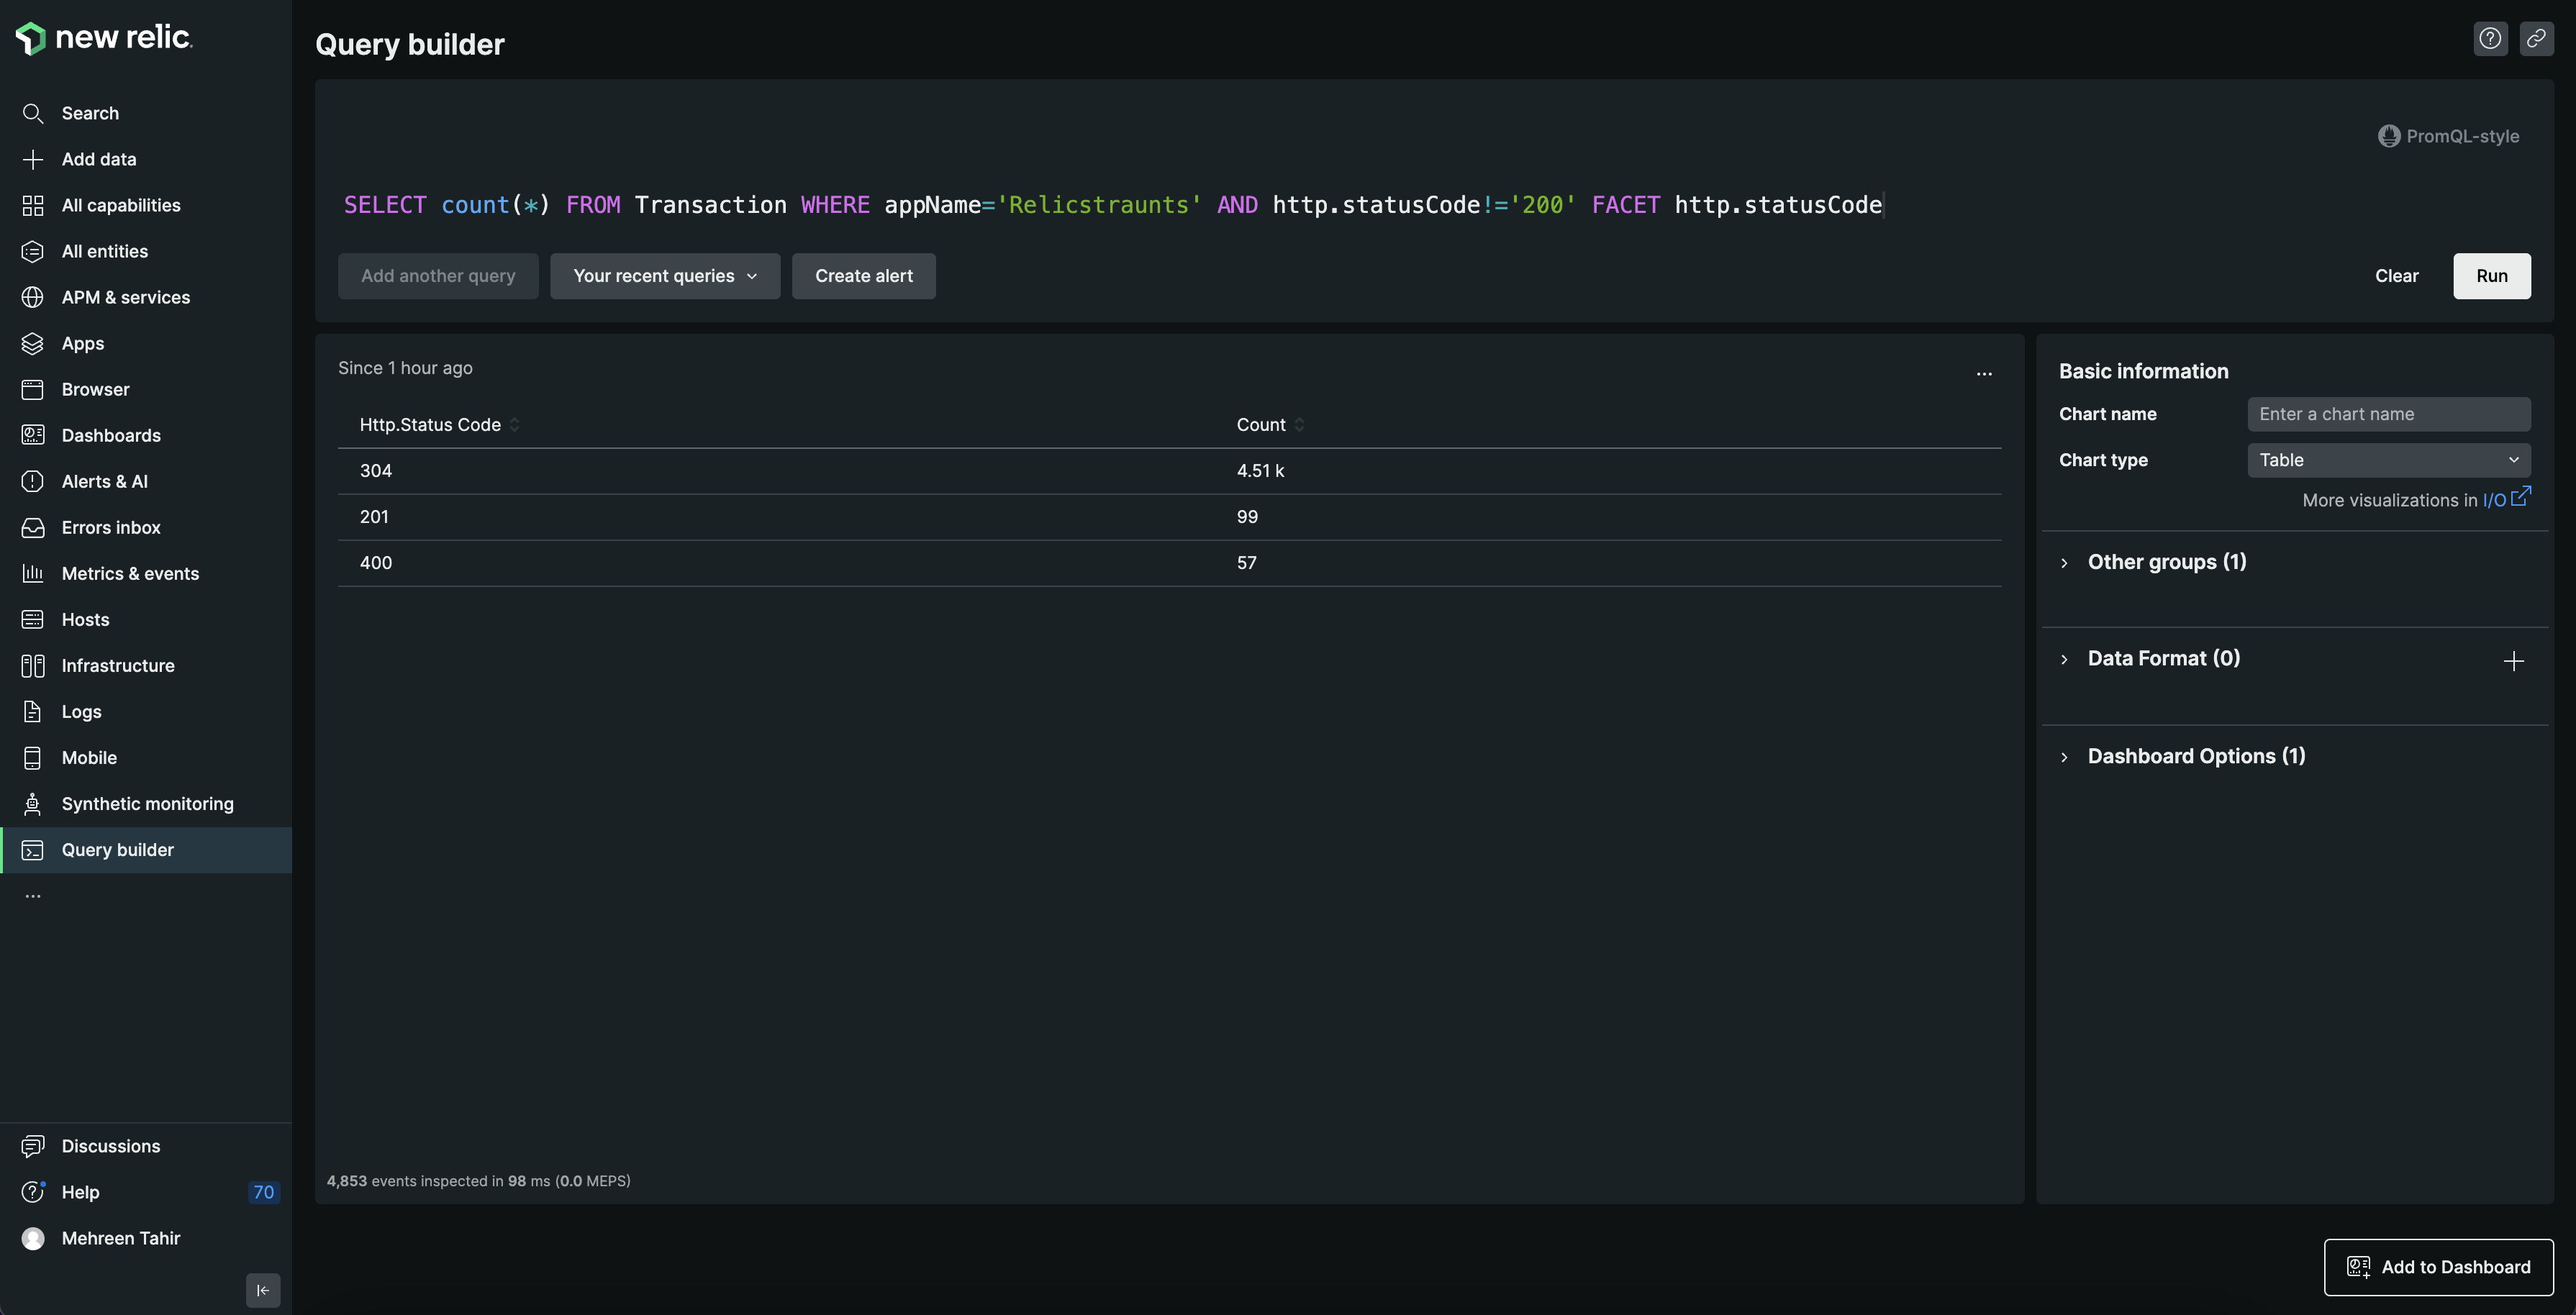 new relic.
Search
Add data
All capabilities
All entities
APM & services
Apps
Browser
Dashboards
Alerts & AI
Errors inbox
Metrics & events
Hosts
Infrastructure
Logs
Mobile
Synthetic monitoring
Query builder
...
Discussions
Help 70
Mehreen Tahir
Query builder
PromQL-style
SELECT count(*) FROM Transaction WHERE appName='Relicstraunts' AND http.statusCode!='200' FACET http.statusCode
Add another query Your recent queries Create alert Clear Run
Since 1 hour ago
...
Http.Status Code Count
304 4.51 k
201 99
400 57
4,853 events inspected in 98 ms (0.0 MEPS)
Basic information
Chart name Enter a chart name
Chart type Table
More visualizations in I/O
Other groups (1)
Data Format (0)
Dashboard Options (1)
Add to Dashboard